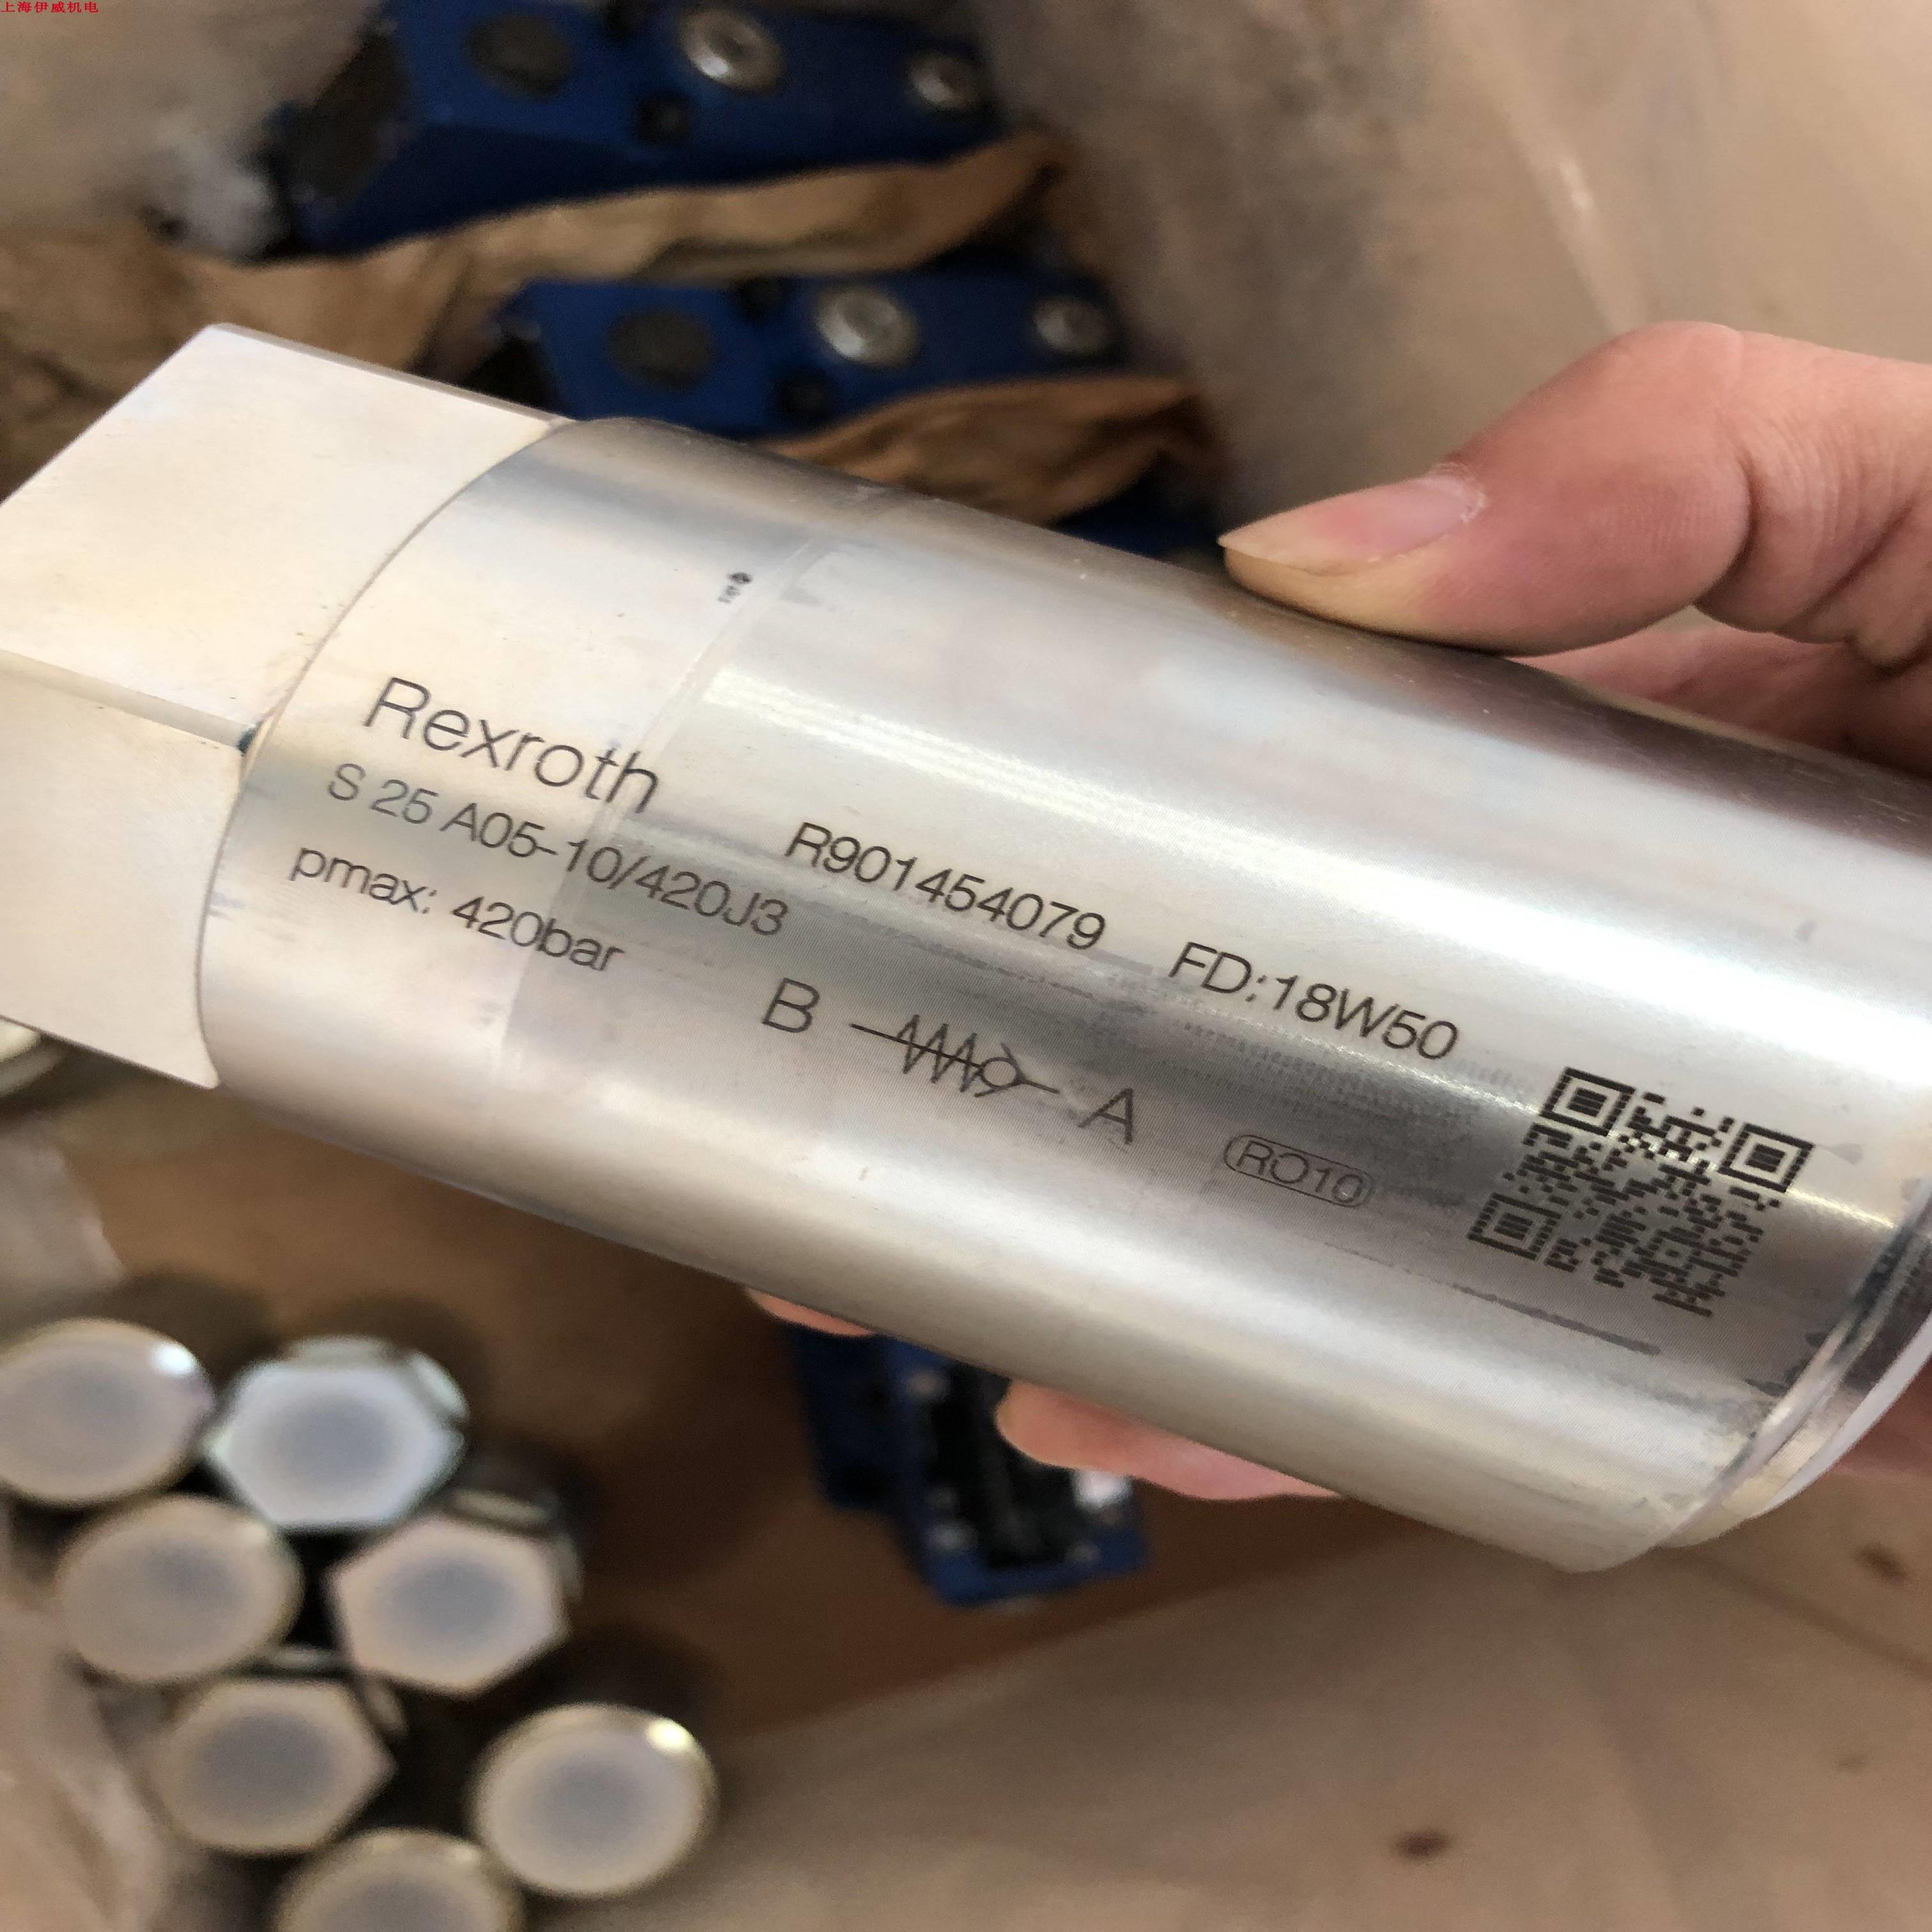 上海伊威机电
Rexroth
S 25 A05-10/420J3 R901454079 FD:18W50
pmax: 420bar
B A
RO10